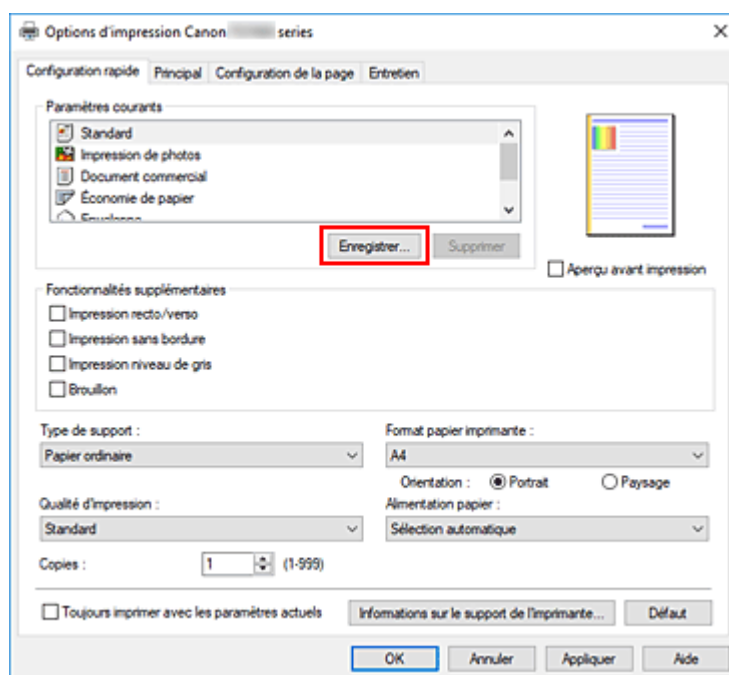 Options d'impression Canon series
Configuration rapide Principal Configuration de la page Entretien
Paramètres courants
Standard
Impression de photos
Document commercial
Économie de papier
Enregistrer... Supprimer
Aperçu avant impression
Fonctionnalités supplémentaires
Impression recto/verso
Impression sans bordure
Impression niveau de gris
Brouillon
Type de support : Format papier imprimante :
Papier ordinaire A4
Orientation : Portrait Paysage
Qualité d'impression : Alimentation papier :
Standard Sélection automatique
Copies : 1 (1-999)
Toujours imprimer avec les paramètres actuels Informations sur le support de l'imprimante... Défaut
OK Annuler Appliquer Aide